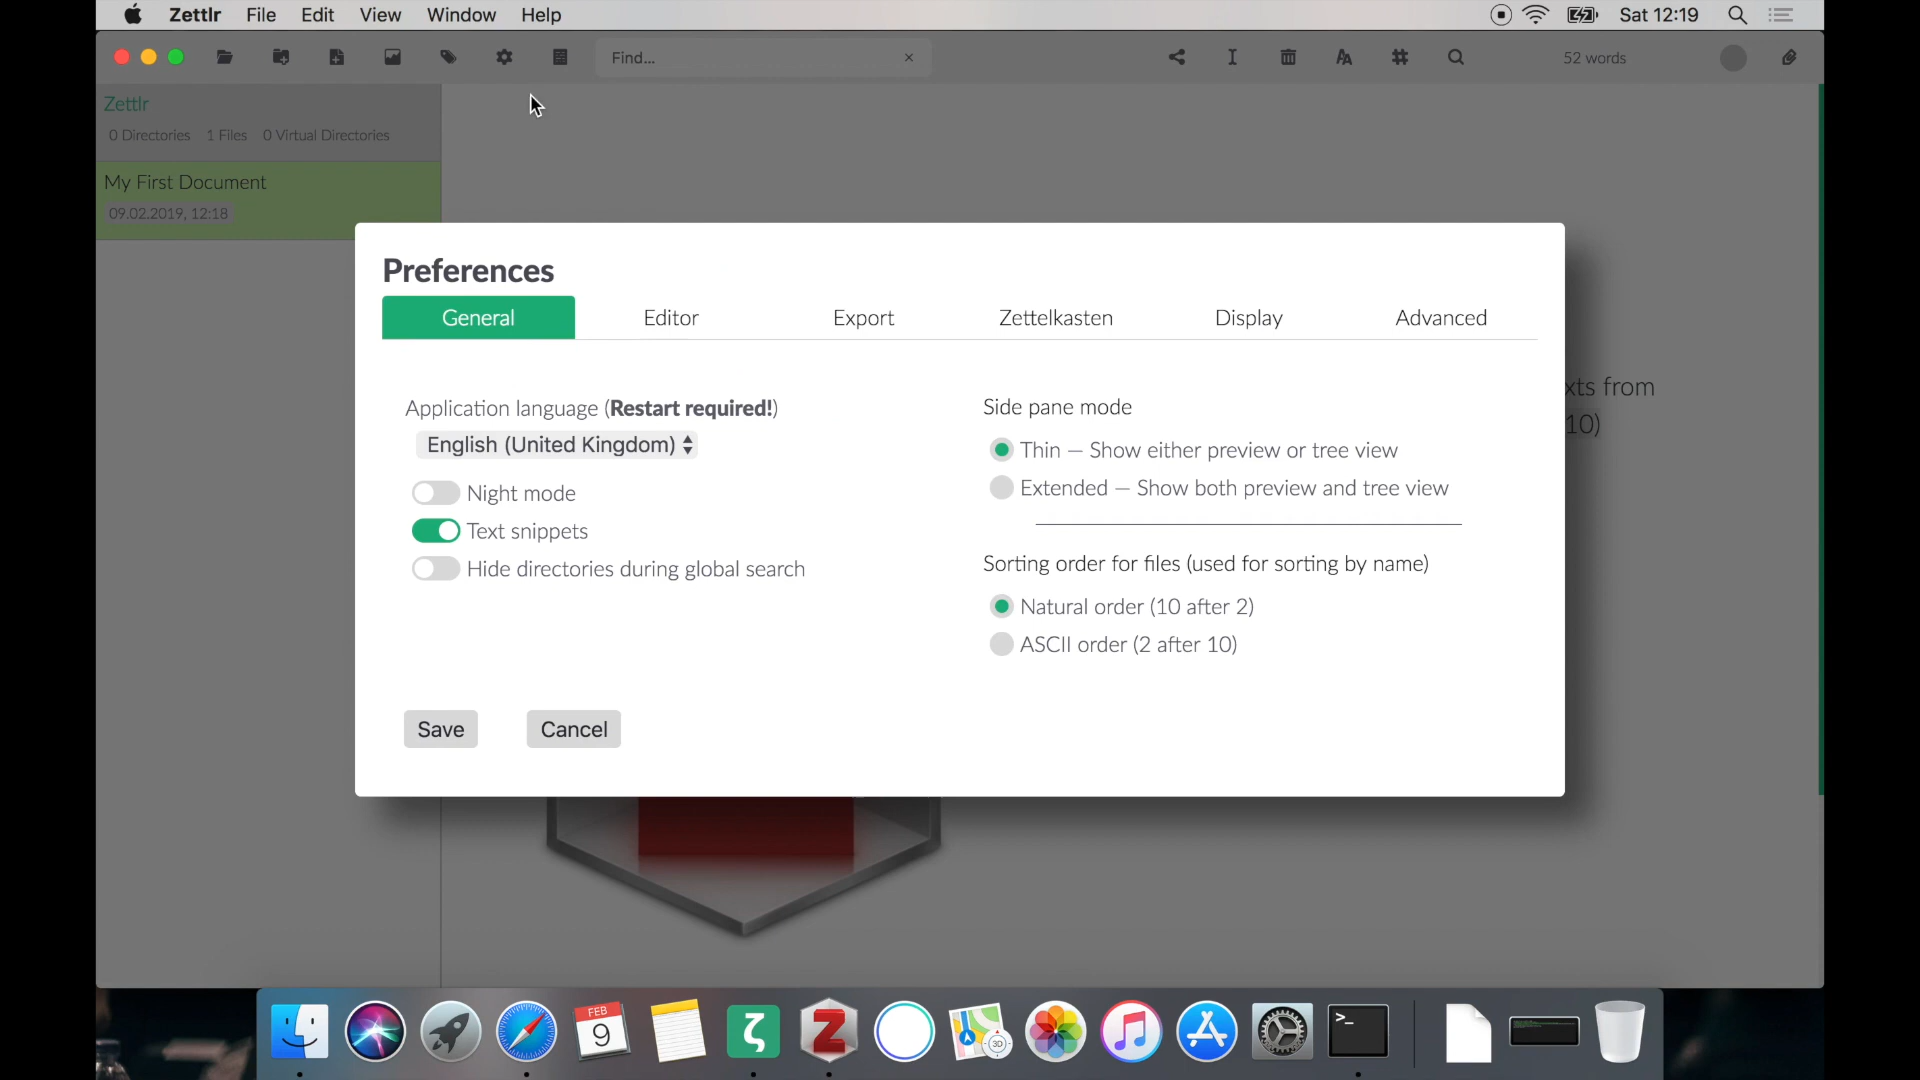 Zettlr File Edit View Window Help Sat 12:19
Find... × 52 words
Zettlr
0 Directories 1 Files 0 Virtual Directories
My First Document
09.02.2019, 12:18
Preferences
General Editor Export Zettelkasten Display Advanced
Application language (Restart required!)
English (United Kingdom)
Night mode
Text snippets
Hide directories during global search
Side pane mode
Thin — Show either preview or tree view
Extended — Show both preview and tree view
Sorting order for files (used for sorting by name)
Natural order (10 after 2)
ASCII order (2 after 10)
xts from
10)
Save Cancel
FEB
9
ζ
Z
3D
>_